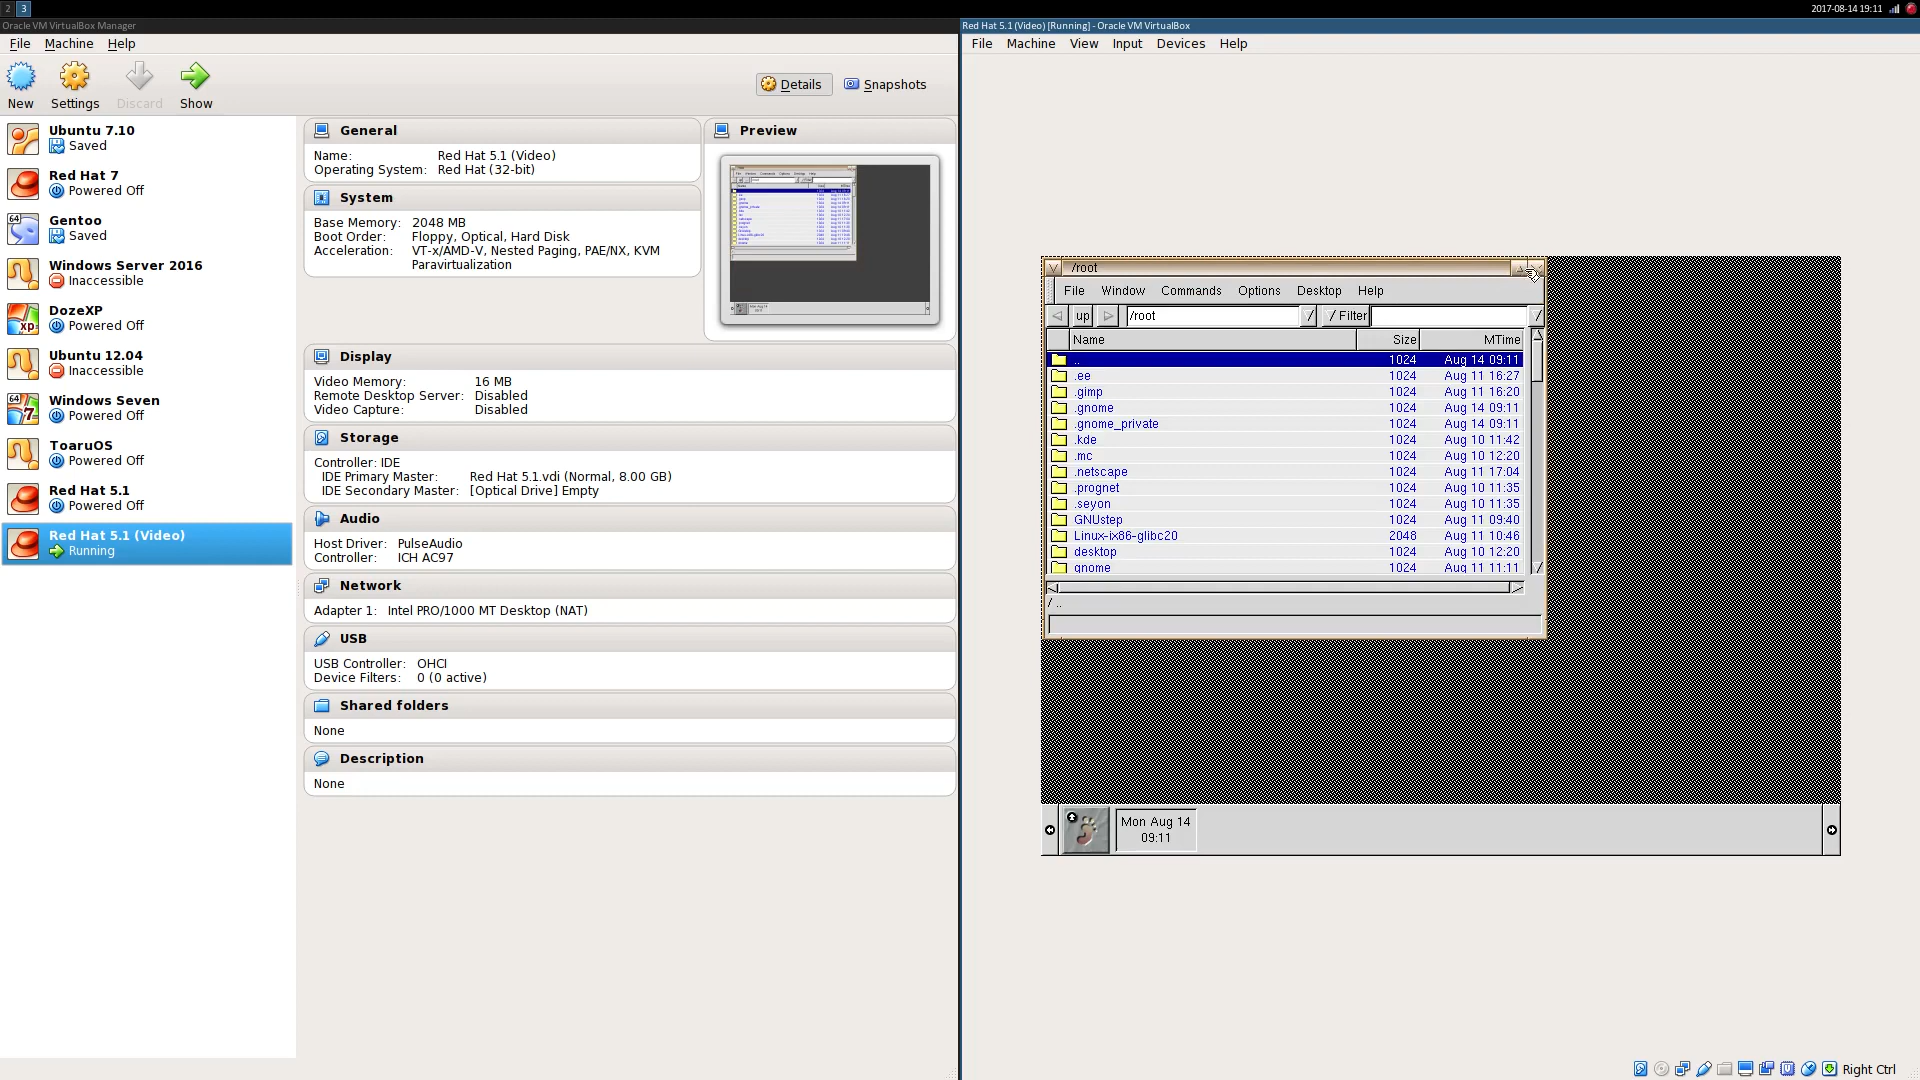 2 3
2017-08-14 19:11
Oracle VM VirtualBox Manager
File Machine Help
New Settings Discard Show
Details Snapshots
Ubuntu 7.10
Saved
Red Hat 7
Powered Off
64
Gentoo
Saved
Windows Server 2016
Inaccessible
xp
DozeXP
Powered Off
Ubuntu 12.04
Inaccessible
64
7
Windows Seven
Powered Off
ToaruOS
Powered Off
Red Hat 5.1
Powered Off
Red Hat 5.1 (Video)
Running
General
Name: Red Hat 5.1 (Video)
Operating System: Red Hat (32-bit)
System
Base Memory: 2048 MB
Boot Order: Floppy, Optical, Hard Disk
Acceleration: VT-x/AMD-V, Nested Paging, PAE/NX, KVM
Paravirtualization
Preview
Display
Video Memory: 16 MB
Remote Desktop Server: Disabled
Video Capture: Disabled
Storage
Controller: IDE
IDE Primary Master: Red Hat 5.1.vdi (Normal, 8.00 GB)
IDE Secondary Master: [Optical Drive] Empty
Audio
Host Driver: PulseAudio
Controller: ICH AC97
Network
Adapter 1: Intel PRO/1000 MT Desktop (NAT)
USB
USB Controller: OHCI
Device Filters: 0 (0 active)
Shared folders
None
Description
None
Red Hat 5.1 (Video) [Running] - Oracle VM VirtualBox
File Machine View Input Devices Help
/root
File Window Commands Options Desktop Help
up /root / Filter
Name Size MTime
.. 1024 Aug 14 09:11
.ee 1024 Aug 11 16:27
.gimp 1024 Aug 11 16:20
.gnome 1024 Aug 14 09:11
.gnome_private 1024 Aug 14 09:11
.kde 1024 Aug 10 11:42
.mc 1024 Aug 10 12:20
.netscape 1024 Aug 11 17:04
.prognet 1024 Aug 10 11:35
.seyon 1024 Aug 10 11:35
GNUstep 1024 Aug 11 09:40
Linux-ix86-glibc20 2048 Aug 11 10:46
desktop 1024 Aug 10 12:20
gnome 1024 Aug 11 11:11
/ ..
Mon Aug 14
09:11
Right Ctrl